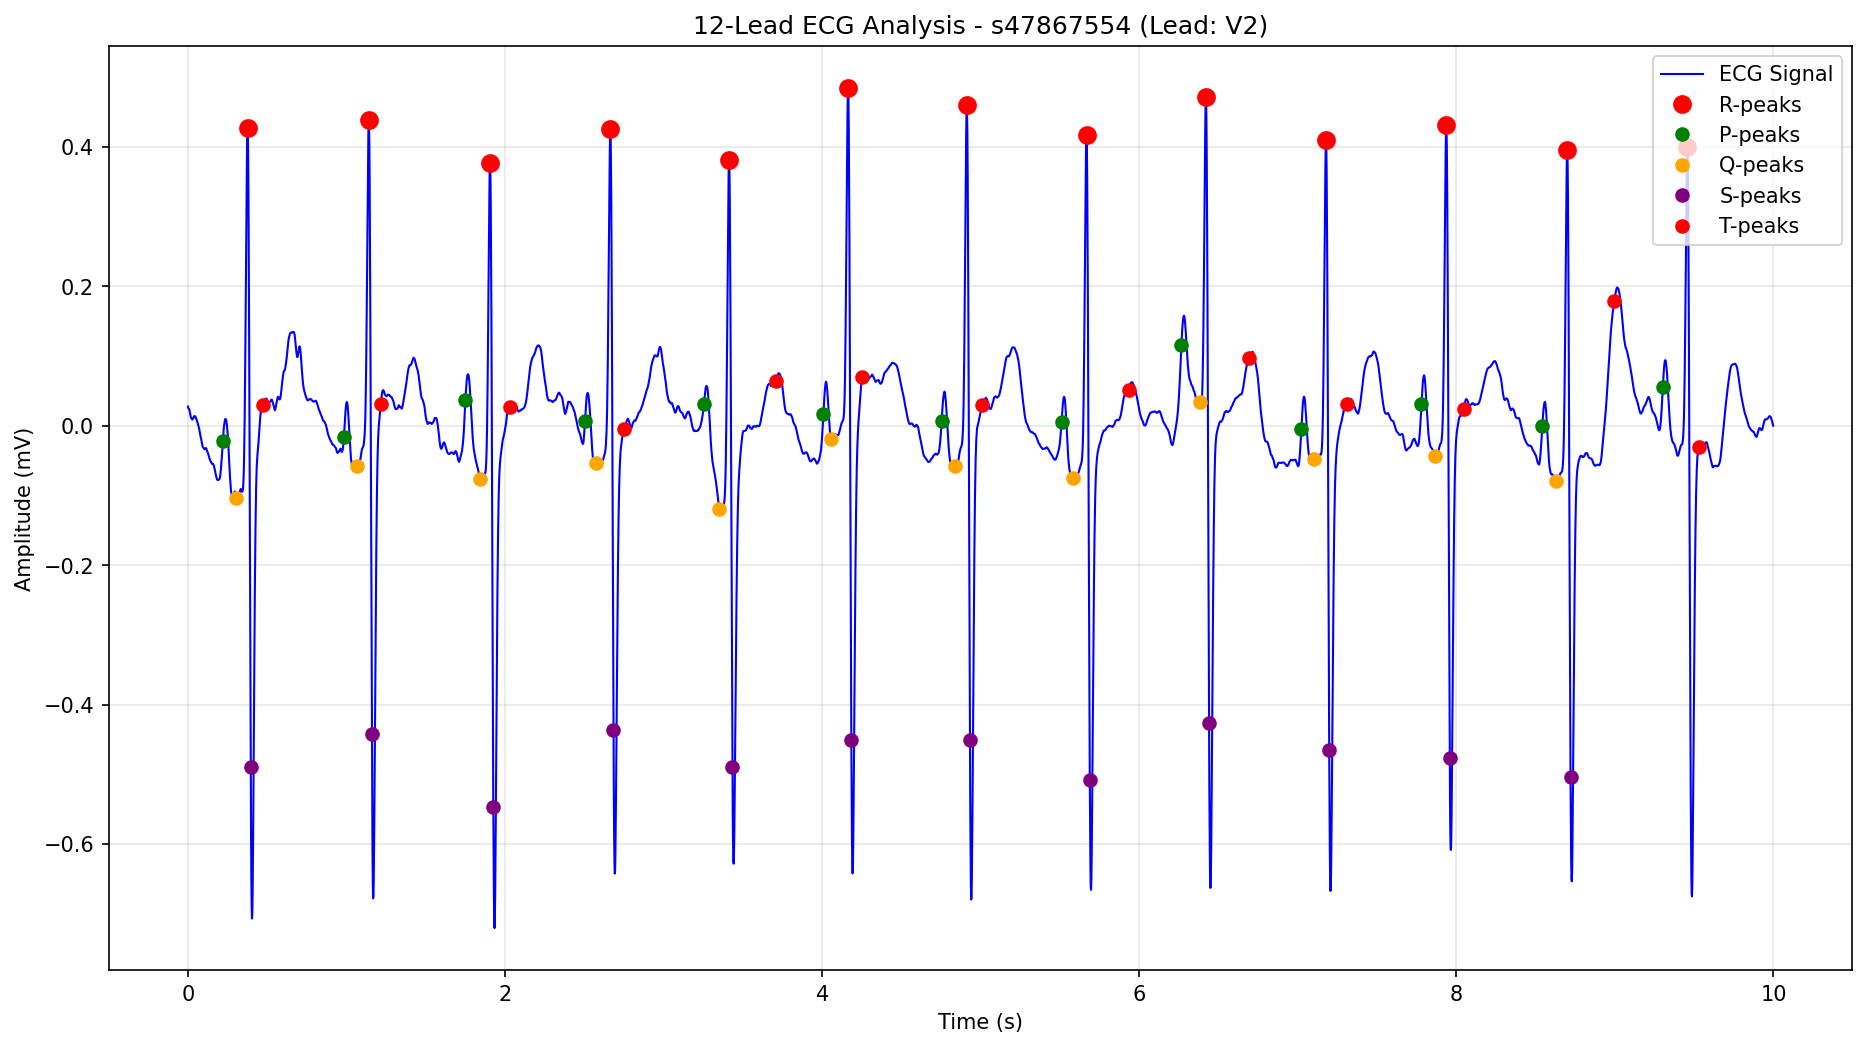 12-Lead ECG Analysis - s47867554 (Lead: V2)
ECG Signal
R-peaks
P-peaks
Q-peaks
S-peaks
T-peaks
Amplitude (mV)
0.4
0.2
0.0
−0.2
−0.4
−0.6
0 2 4 6 8 10
Time (s)